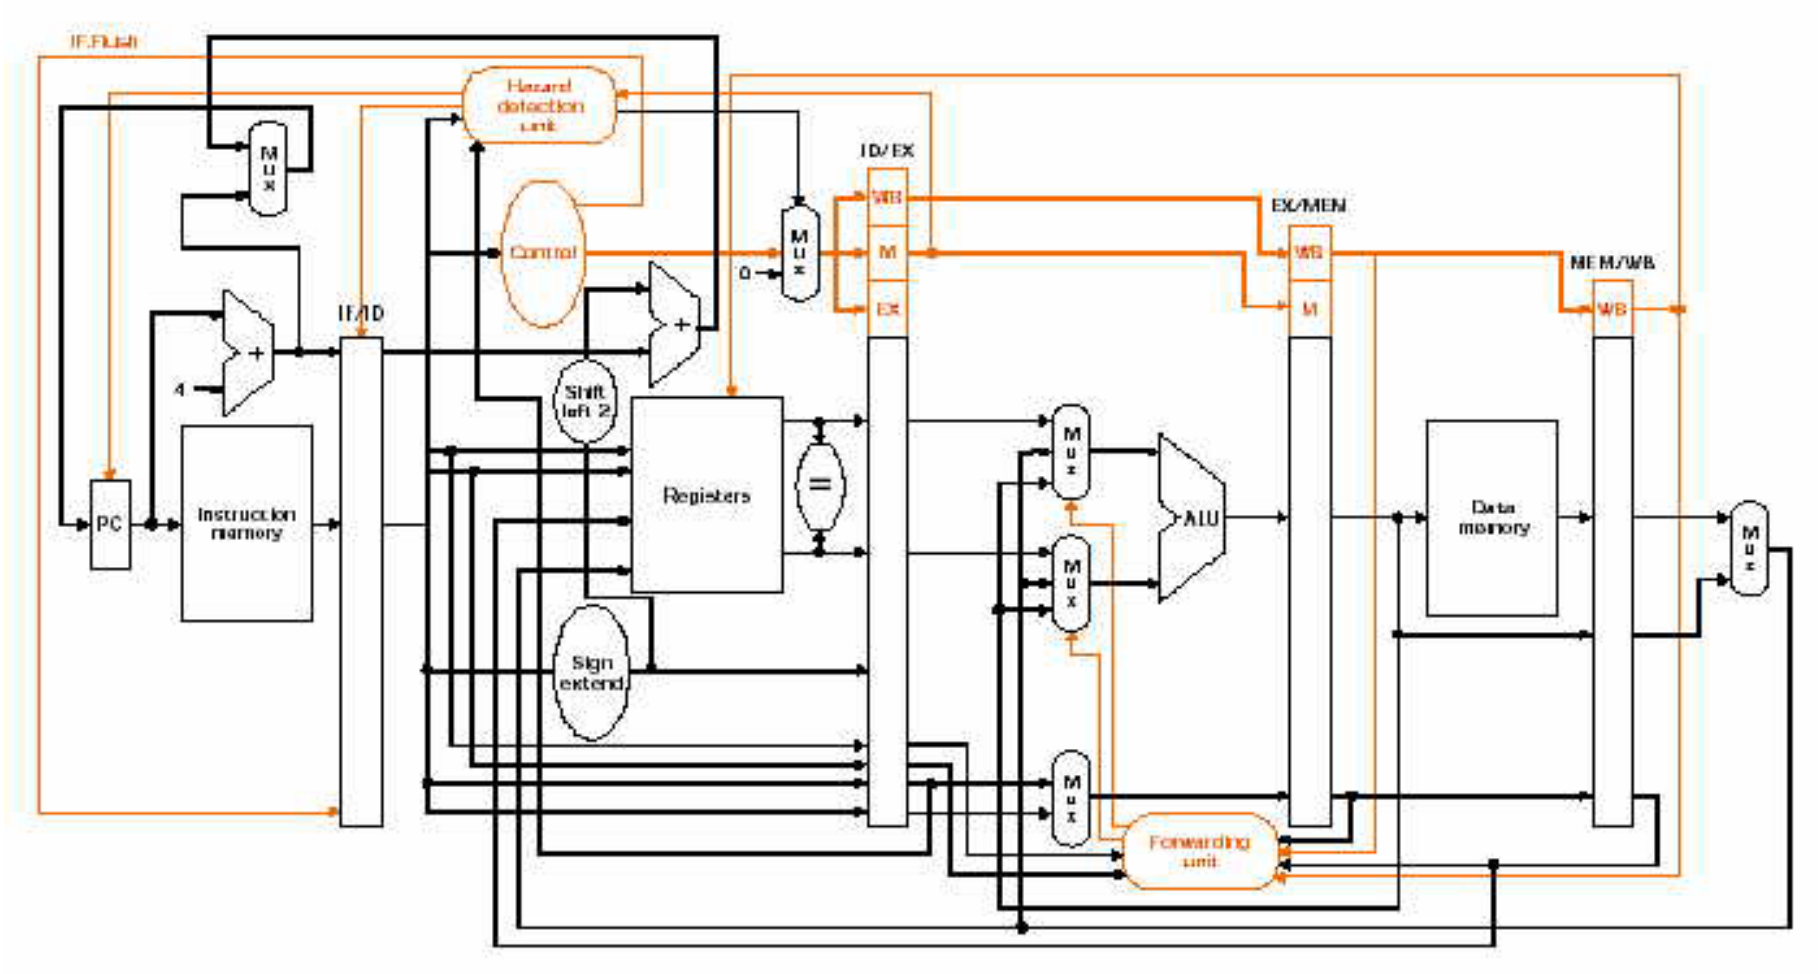 IF.Flush
Hazard
detection
unit
M
u
x
ID/EX
WB
EX/MEM
Control
M
u
x
M
WB
MEM/WB
0
IF/ID
EX
M
WB
+
+
4
Shift
left 2
M
u
x
Registers
=
PC
Instruction
memory
ALU
Data
memory
M
u
x
M
u
x
Sign
extend
M
u
x
Forwarding
unit